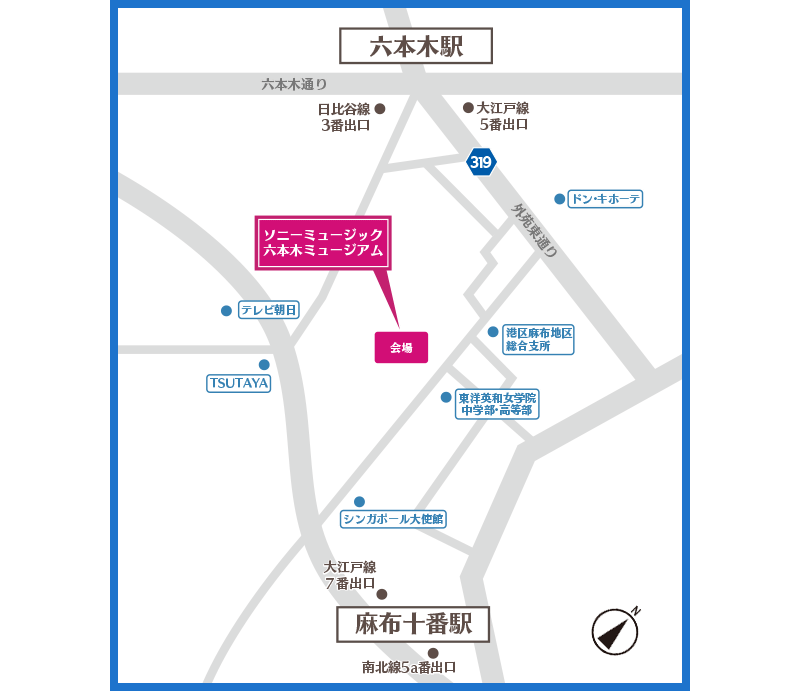 六本木駅
六本木通り
日比谷線
3番出口
大江戸線
5番出口
319
ドン・キホーテ
外苑東通り
ソニーミュージック
六本木ミュージアム
テレビ朝日
会場
港区麻布地区
総合支所
TSUTAYA
東洋英和女学院
中学部・高等部
シンガポール大使館
大江戸線
7番出口
麻布十番駅
N
南北線5a番出口